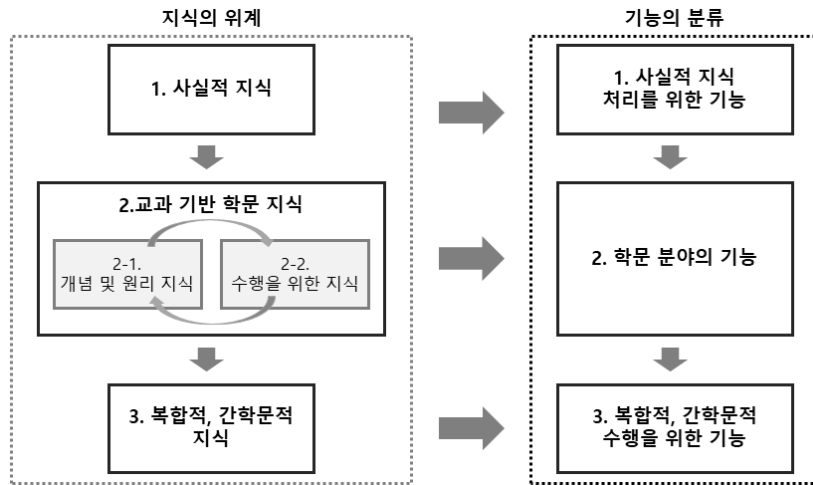 지식의 위계
1. 사실적 지식
2.교과 기반 학문 지식
2-1.
개념 및 원리 지식
2-2.
수행을 위한 지식
3. 복합적, 간학문적
지식
기능의 분류
1. 사실적 지식
처리를 위한 기능
2. 학문 분야의 기능
3. 복합적, 간학문적
수행을 위한 기능